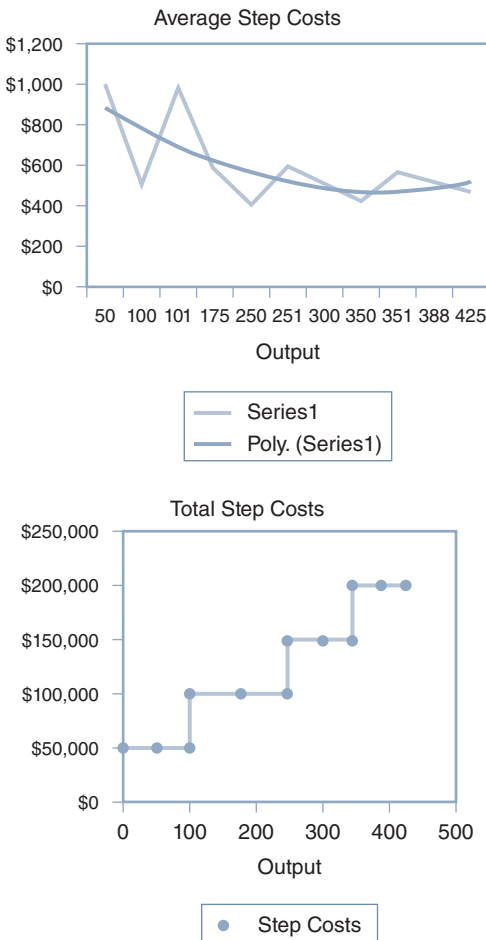 Average Step Costs
$1,200
$1,000
$800
$600
$400
$200
$0
50 100 101 175 250 251 300 350 351 388 425
Output
Series1
Poly. (Series1)
Total Step Costs
$250,000
$200,000
$150,000
$100,000
$50,000
$0
0 100 200 300 400 500
Output
Step Costs